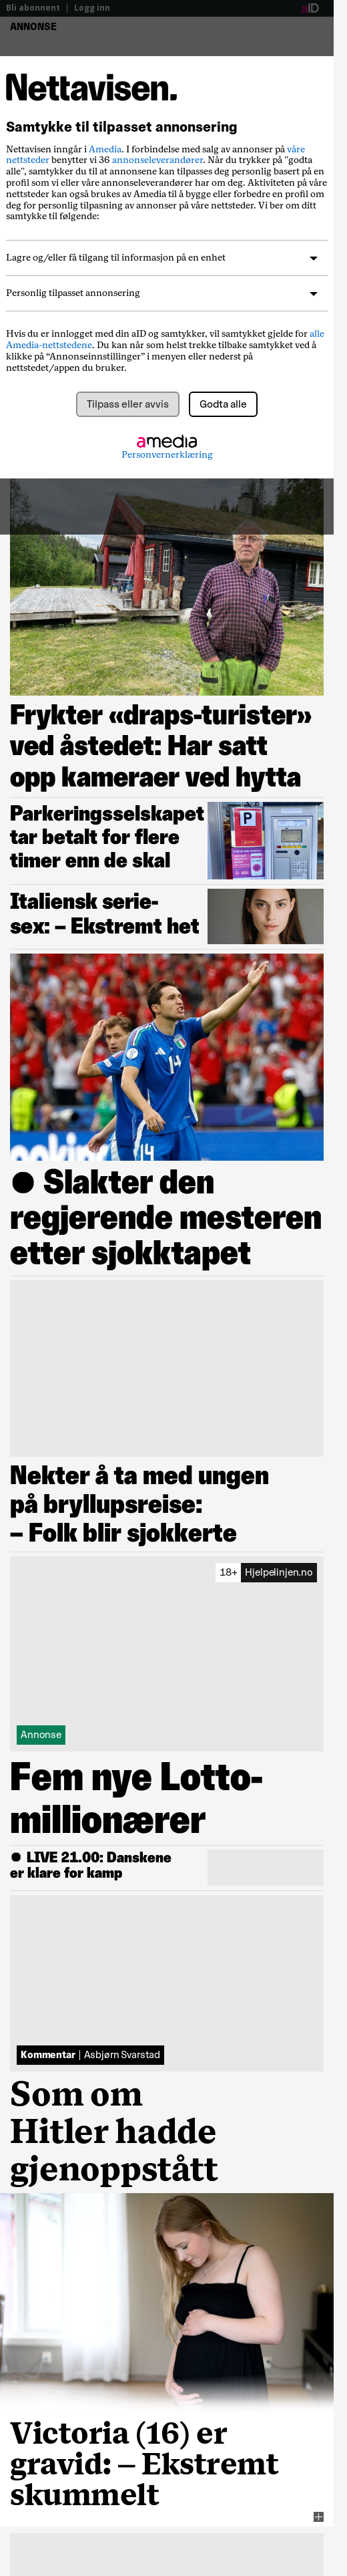 Bli abonnent | Logg inn
aID
ANNONSE
Nettavisen.
Samtykke til tilpasset annonsering
Nettavisen inngår i Amedia. I forbindelse med salg av annonser på våre
nettsteder benytter vi 36 annonseleverandører. Når du trykker på "godta
alle", samtykker du til at annonsene kan tilpasses deg personlig basert på en
profil som vi eller våre annonseleverandører har om deg. Aktiviteten på våre
nettsteder kan også brukes av Amedia til å bygge eller forbedre en profil om
deg for personlig tilpasning av annonser på våre nettsteder. Vi ber om ditt
samtykke til følgende:
Lagre og/eller få tilgang til informasjon på en enhet
Personlig tilpasset annonsering
Hvis du er innlogget med din aID og samtykker, vil samtykket gjelde for alle
Amedia-nettstedene. Du kan når som helst trekke tilbake samtykket ved å
klikke på “Annonseinnstillinger” i menyen eller nederst på
nettstedet/appen du bruker.
Tilpass eller avvis
Godta alle
amedia
Personvernerklæring
Frykter «draps-turister»
ved åstedet: Har satt
opp kameraer ved hytta
Parkeringsselskapet
tar betalt for flere
timer enn de skal
P
Italiensk serie-
sex: – Ekstremt het
14
● Slakter den
regjerende mesteren
etter sjokktapet
Nekter å ta med ungen
på bryllupsreise:
– Folk blir sjokkerte
18+ Hjelpelinjen.no
Annonse
Fem nye Lotto-
millionærer
● LIVE 21.00: Danskene
er klare for kamp
Kommentar | Asbjørn Svarstad
Som om
Hitler hadde
gjenoppstått
Victoria (16) er
gravid: – Ekstremt
skummelt